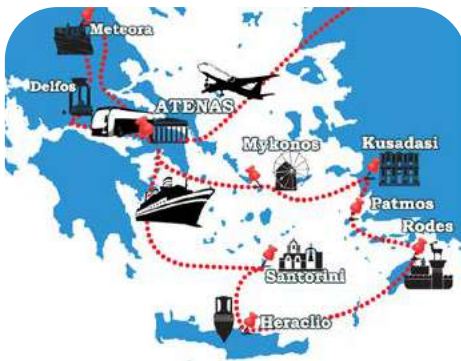 Meteora
Delfos
ATENAS
Mykonos
Kusadasi
Patmos
Rodes
Santorini
Heraclio